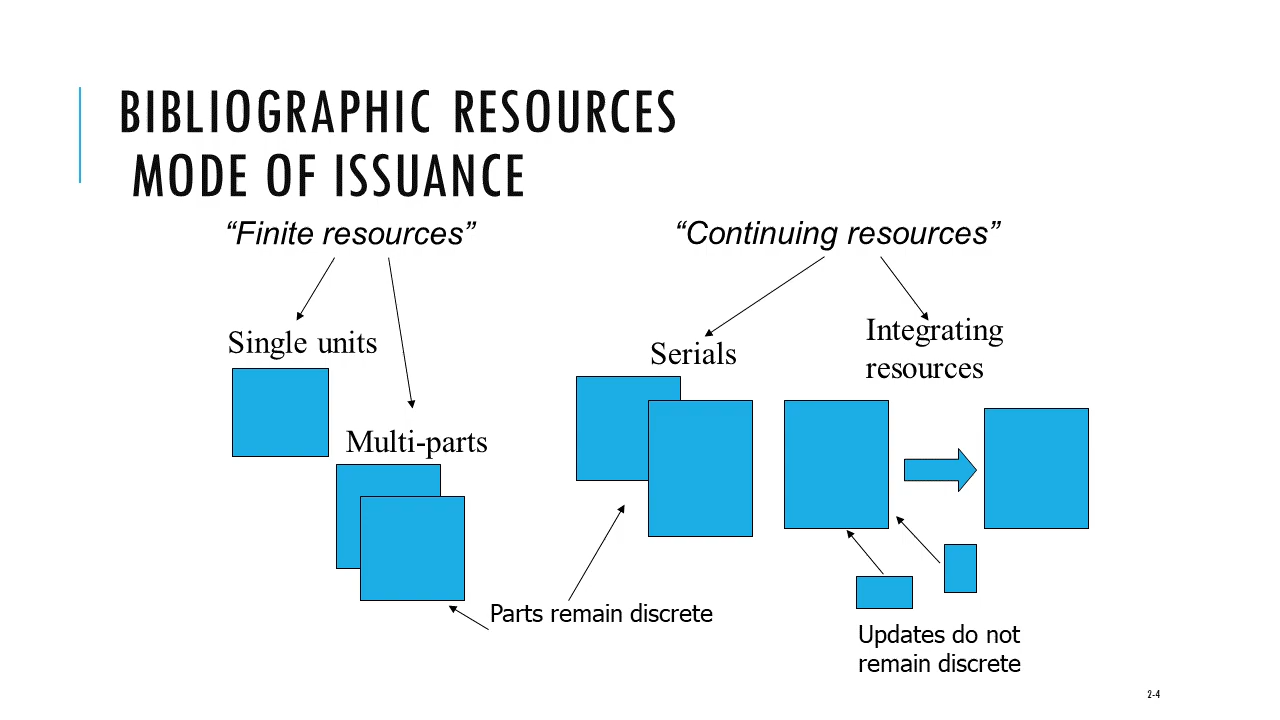 BIBLIOGRAPHIC RESOURCES
MODE OF ISSUANCE
“Finite resources”
“Continuing resources”
Single units
Multi-parts
Serials
Integrating
resources
Parts remain discrete
Updates do not
remain discrete
2-4